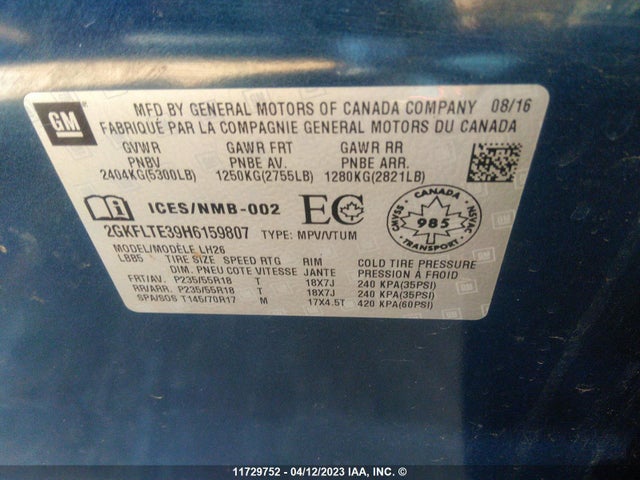 GM
MFD BY GENERAL MOTORS OF CANADA COMPANY 08/16
FABRIQUÉ PAR LA COMPAGNIE GENERAL MOTORS DU CANADA
GVWR GAWR FRT GAWR RR
PNBV PNBE AV. PNBE ARR.
2404KG(5300LB) 1250KG(2755LB) 1280KG(2821LB)
ICES/NMB-002 EC
CANADA
CMVSS 985 NSVAC
TRANSPORT
2GKFLTE39H6159807 TYPE: MPV/VTUM
MODEL/MODÈLE LH26
LBB5 TIRE SIZE SPEED RTG RIM COLD TIRE PRESSURE
DIM. PNEU COTE VITESSE JANTE PRESSION À FROID
FRT/AV. P235/55R18 T 18X7J 240 KPA(35PSI)
RR/ARR. P235/55R18 T 18X7J 240 KPA(35PSI)
SPA/SOS T145/70R17 M 17X4.5T 420 KPA(60PSI)
11729752 - 04/12/2023 IAA, INC. ©